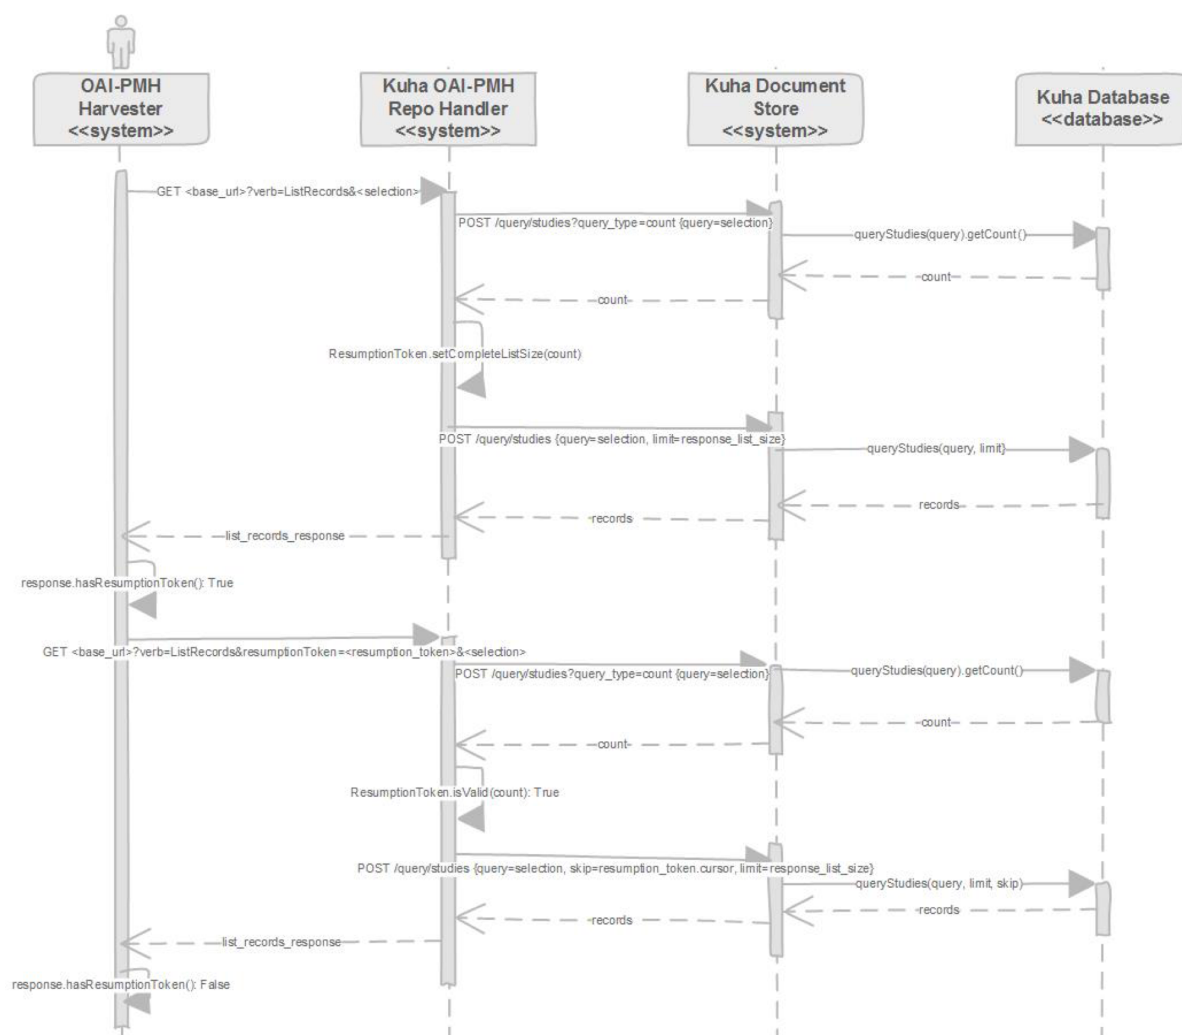 OAI-PMH
Harvester
<<system>>
Kuha OAI-PMH
Repo Handler
<<system>>
Kuha Document
Store
<<system>>
Kuha Database
<<database>>
GET <base_url>?verb=ListRecords&<selection>
POST /query/studies?query_type=count {query=selection}
queryStudies(query).getCount()
count
count
ResumptionToken.setCompleteListSize(count)
POST /query/studies {query=selection, limit=response_list_size}
queryStudies(query, limit}
records
records
list_records_response
response.hasResumptionToken(): True
GET <base_url>?verb=ListRecords&resumptionToken=<resumption_token>&<selection>
POST /query/studies?query_type=count {query=selection}
queryStudies(query).getCount()
count
count
ResumptionToken.isValid(count): True
POST /query/studies {query=selection, skip=resumption_token.cursor, limit=response_list_size}
queryStudies(query, limit, skip)
records
records
list_records_response
response.hasResumptionToken(): False